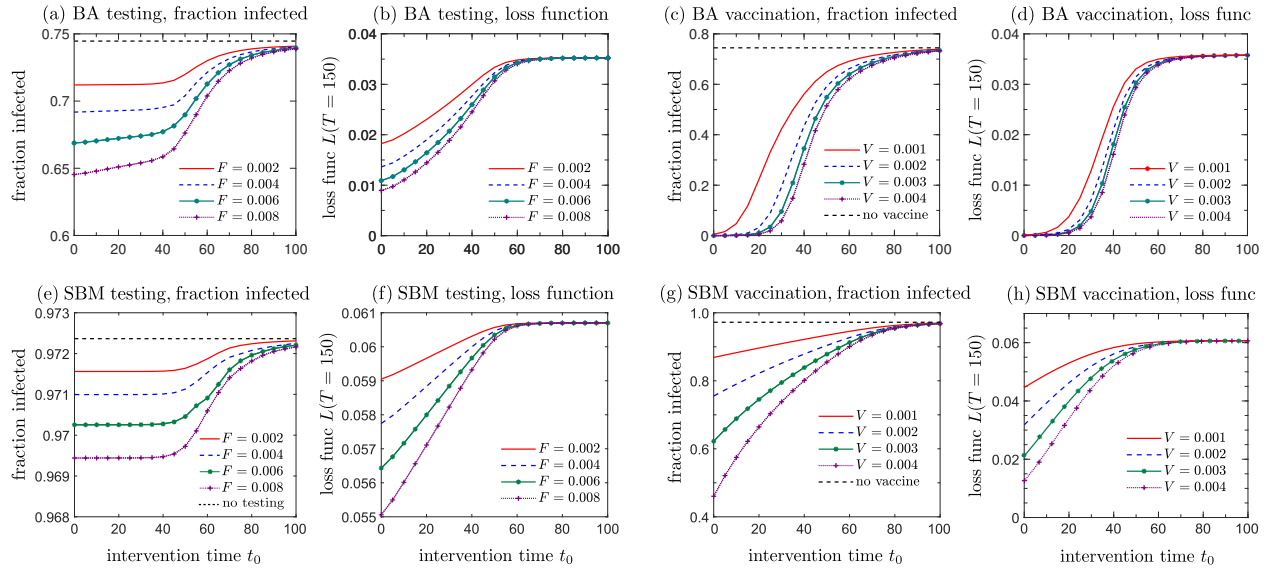 (a) BA testing, fraction infected
0.75
0.7
0.65
0.6
fraction infected
F = 0.002
F = 0.004
F = 0.006
F = 0.008
0 20 40 60 80 100
(b) BA testing, loss function
0.04
0.03
0.02
0.01
0
loss func L(T = 150)
F = 0.002
F = 0.004
F = 0.006
F = 0.008
0 20 40 60 80 100
(c) BA vaccination, fraction infected
0.8
0.6
0.4
0.2
0
fraction infected
V = 0.001
V = 0.002
V = 0.003
V = 0.004
no vaccine
0 20 40 60 80 100
(d) BA vaccination, loss func
0.04
0.03
0.02
0.01
0
loss func L(T = 150)
V = 0.001
V = 0.002
V = 0.003
V = 0.004
0 20 40 60 80 100
(e) SBM testing, fraction infected
0.973
0.972
0.971
0.97
0.969
0.968
fraction infected
F = 0.002
F = 0.004
F = 0.006
F = 0.008
no testing
0 20 40 60 80 100
intervention time t₀
(f) SBM testing, loss function
0.061
0.06
0.059
0.058
0.057
0.056
0.055
loss func L(T = 150)
F = 0.002
F = 0.004
F = 0.006
F = 0.008
0 20 40 60 80 100
intervention time t₀
(g) SBM vaccination, fraction infected
1.0
0.8
0.6
0.4
fraction infected
V = 0.001
V = 0.002
V = 0.003
V = 0.004
no vaccine
0 20 40 60 80 100
intervention time t₀
(h) SBM vaccination, loss func
0.06
0.04
0.02
0
loss func L(T = 150)
V = 0.001
V = 0.002
V = 0.003
V = 0.004
0 20 40 60 80 100
intervention time t₀